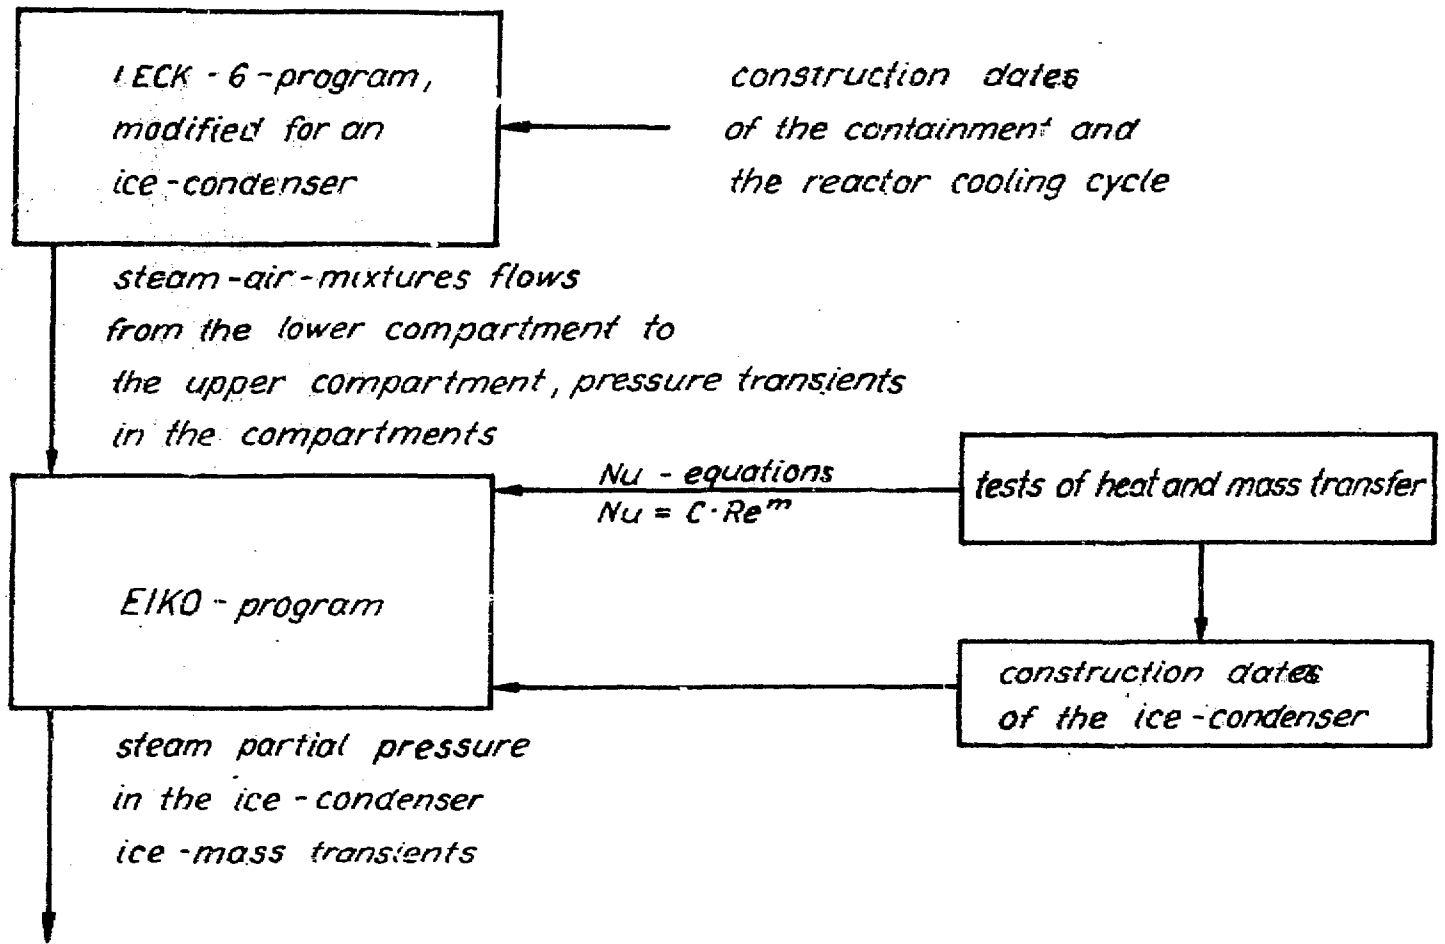 LECK - 6 - program,
modified for an
ice - condenser
construction dates
of the containment and
the reactor cooling cycle
steam - air - mixtures flows
from the lower compartment to
the upper compartment, pressure transients
in the compartments
Nu - equations
Nu = C · Re^m
tests of heat and mass transfer
EIKO - program
construction dates
of the ice - condenser
steam partial pressure
in the ice - condenser
ice - mass transients